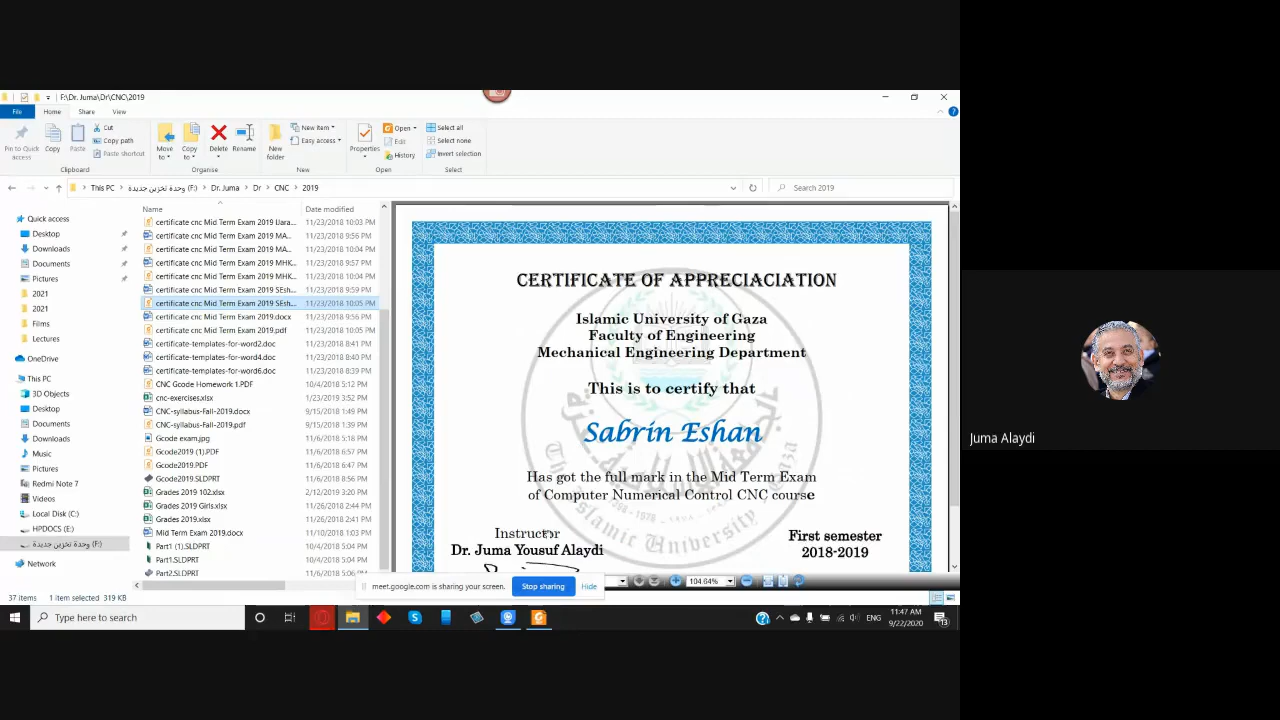 F:\Dr. Juma\Dr\CNC\2019
File Home Share View
Pin to Quick access
Copy
Paste
Cut
Copy path
Paste shortcut
Move to
Copy to
Delete
Rename
New folder
New item
Easy access
Properties
Open
Edit
History
Select all
Select none
Invert selection
Clipboard Organise New Open Select
This PC > وحدة تخزين جديدة (F:) > Dr. Juma > Dr > CNC > 2019
Search 2019
Quick access
Desktop
Downloads
Documents
Pictures
2021
2021
Films
Lectures
OneDrive
This PC
3D Objects
Desktop
Documents
Downloads
Music
Pictures
Redmi Note 7
Videos
Local Disk (C:)
HPDOCS (E:)
وحدة تخزين جديدة (F:)
Network
Name Date modified
certificate cnc Mid Term Exam 2019 IJara... 11/23/2018 10:03 PM
certificate cnc Mid Term Exam 2019 MA... 11/23/2018 9:56 PM
certificate cnc Mid Term Exam 2019 MA... 11/23/2018 10:04 PM
certificate cnc Mid Term Exam 2019 MHK... 11/23/2018 9:57 PM
certificate cnc Mid Term Exam 2019 MHK... 11/23/2018 10:04 PM
certificate cnc Mid Term Exam 2019 SEsh... 11/23/2018 9:59 PM
certificate cnc Mid Term Exam 2019 SEsh... 11/23/2018 10:05 PM
certificate cnc Mid Term Exam 2019.docx 11/23/2018 9:56 PM
certificate cnc Mid Term Exam 2019.pdf 11/23/2018 10:05 PM
certificate-templates-for-word2.doc 11/23/2018 8:41 PM
certificate-templates-for-word4.doc 11/23/2018 8:40 PM
certificate-templates-for-word6.doc 11/23/2018 8:39 PM
CNC Gcode Homework 1.PDF 10/4/2018 5:12 PM
cnc-exercises.xlsx 1/23/2019 3:52 PM
CNC-syllabus-Fall-2019.docx 9/15/2018 1:49 PM
CNC-syllabus-Fall-2019.pdf 9/15/2018 1:39 PM
Gcode exam.jpg 11/6/2018 5:18 PM
Gcode2019 (1).PDF 11/6/2018 6:57 PM
Gcode2019.PDF 11/6/2018 6:47 PM
Gcode2019.SLDPRT 11/6/2018 8:56 PM
Grades 2019 102.xlsx 2/12/2019 3:20 PM
Grades 2019 Girls.xlsx 11/26/2018 2:44 PM
Grades 2019.xlsx 11/26/2018 2:41 PM
Mid Term Exam 2019.docx 11/10/2018 1:03 PM
Part1 (1).SLDPRT 10/4/2018 5:04 PM
Part1.SLDPRT 10/4/2018 5:04 PM
Part2.SLDPRT 11/6/2018 5:06 PM
CERTIFICATE OF APPRECIACIATION
Islamic University of Gaza
Faculty of Engineering
Mechanical Engineering Department
This is to certify that
Sabrin Eshan
Has got the full mark in the Mid Term Exam
of Computer Numerical Control CNC course
Instructor
Dr. Juma Yousuf Alaydi
First semester
2018-2019
meet.google.com is sharing your screen. Stop sharing Hide
104.64%
37 items 1 item selected 319 KB
Type here to search
ENG
11:47 AM
9/22/2020
13
Juma Alaydi